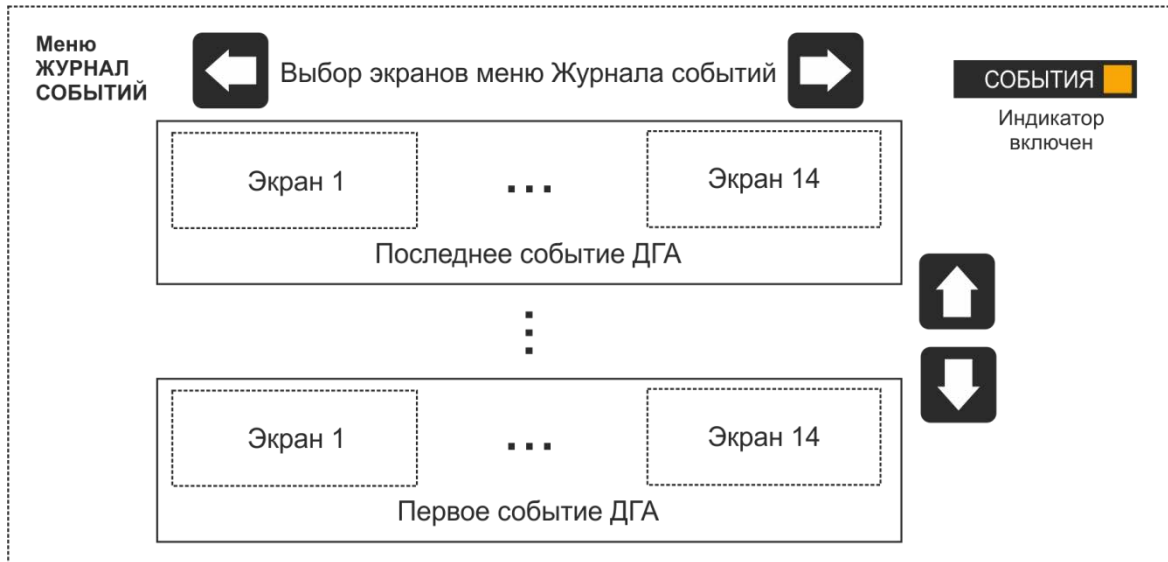 Меню
ЖУРНАЛ
СОБЫТИЙ
Выбор экранов меню Журнала событий
СОБЫТИЯ
Индикатор
включен
Экран 1
...
Экран 14
Последнее событие ДГА
Экран 1
...
Экран 14
Первое событие ДГА